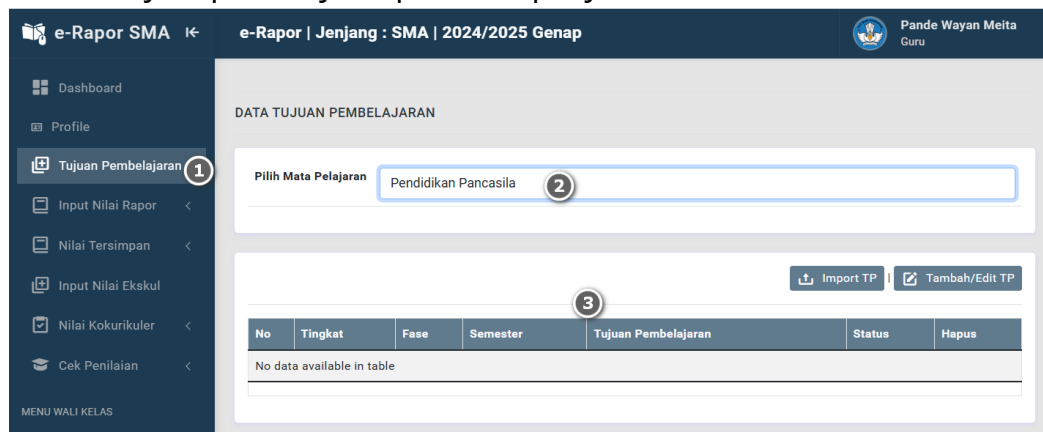 e-Rapor SMA
e-Rapor | Jenjang : SMA | 2024/2025 Genap
Pande Wayan Meita
Guru
Dashboard
Profile
Tujuan Pembelajaran
1
Input Nilai Rapor
Nilai Tersimpan
Input Nilai Ekskul
Nilai Kokurikuler
Cek Penilaian
MENU WALI KELAS
DATA TUJUAN PEMBELAJARAN
Pilih Mata Pelajaran
Pendidikan Pancasila
2
Import TP | Tambah/Edit TP
3
No Tingkat Fase Semester Tujuan Pembelajaran Status Hapus
No data available in table